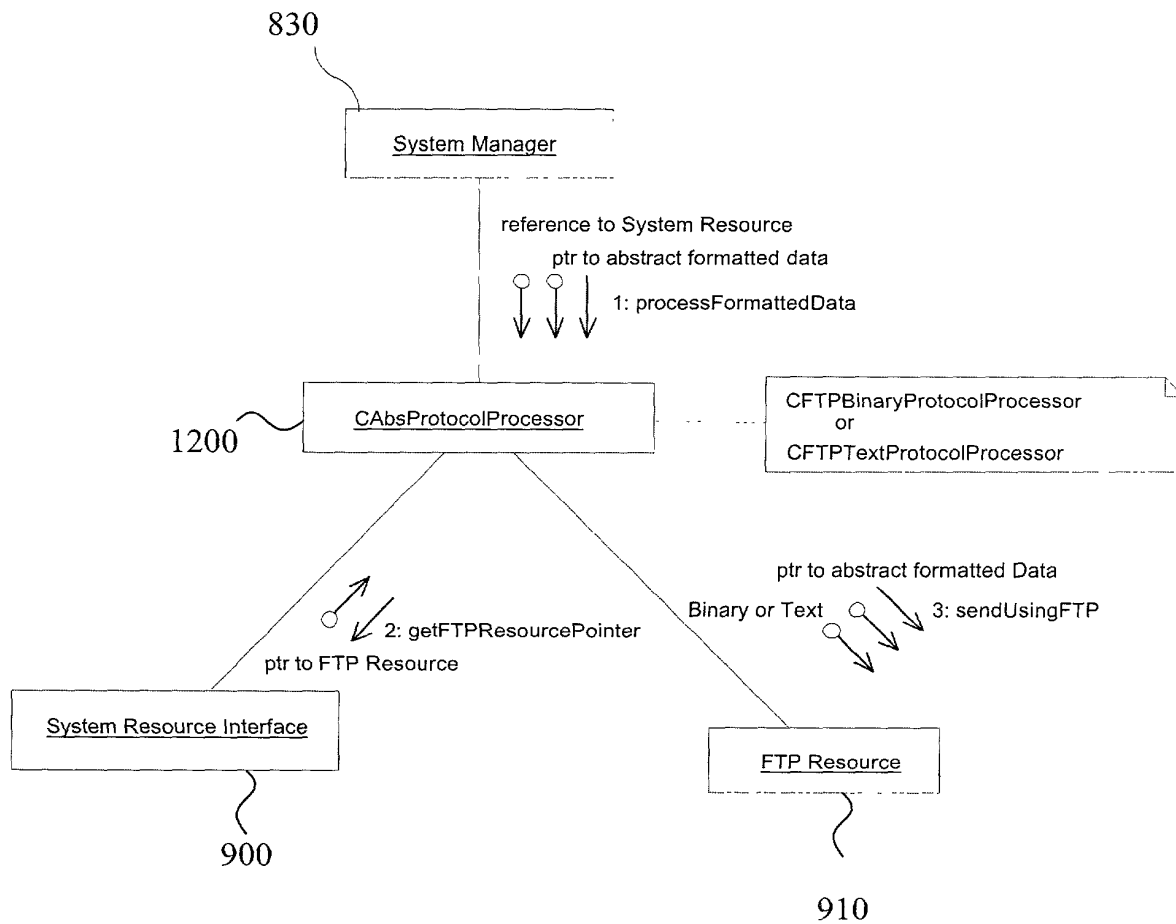 830
System Manager
reference to System Resource
ptr to abstract formatted data
1: processFormattedData
CAbsProtocolProcessor
1200
CFTPBinaryProtocolProcessor
or
CFTPTextProtocolProcessor
ptr to abstract formatted Data
Binary or Text
3: sendUsingFTP
2: getFTPResourcePointer
ptr to FTP Resource
System Resource Interface
FTP Resource
900
910